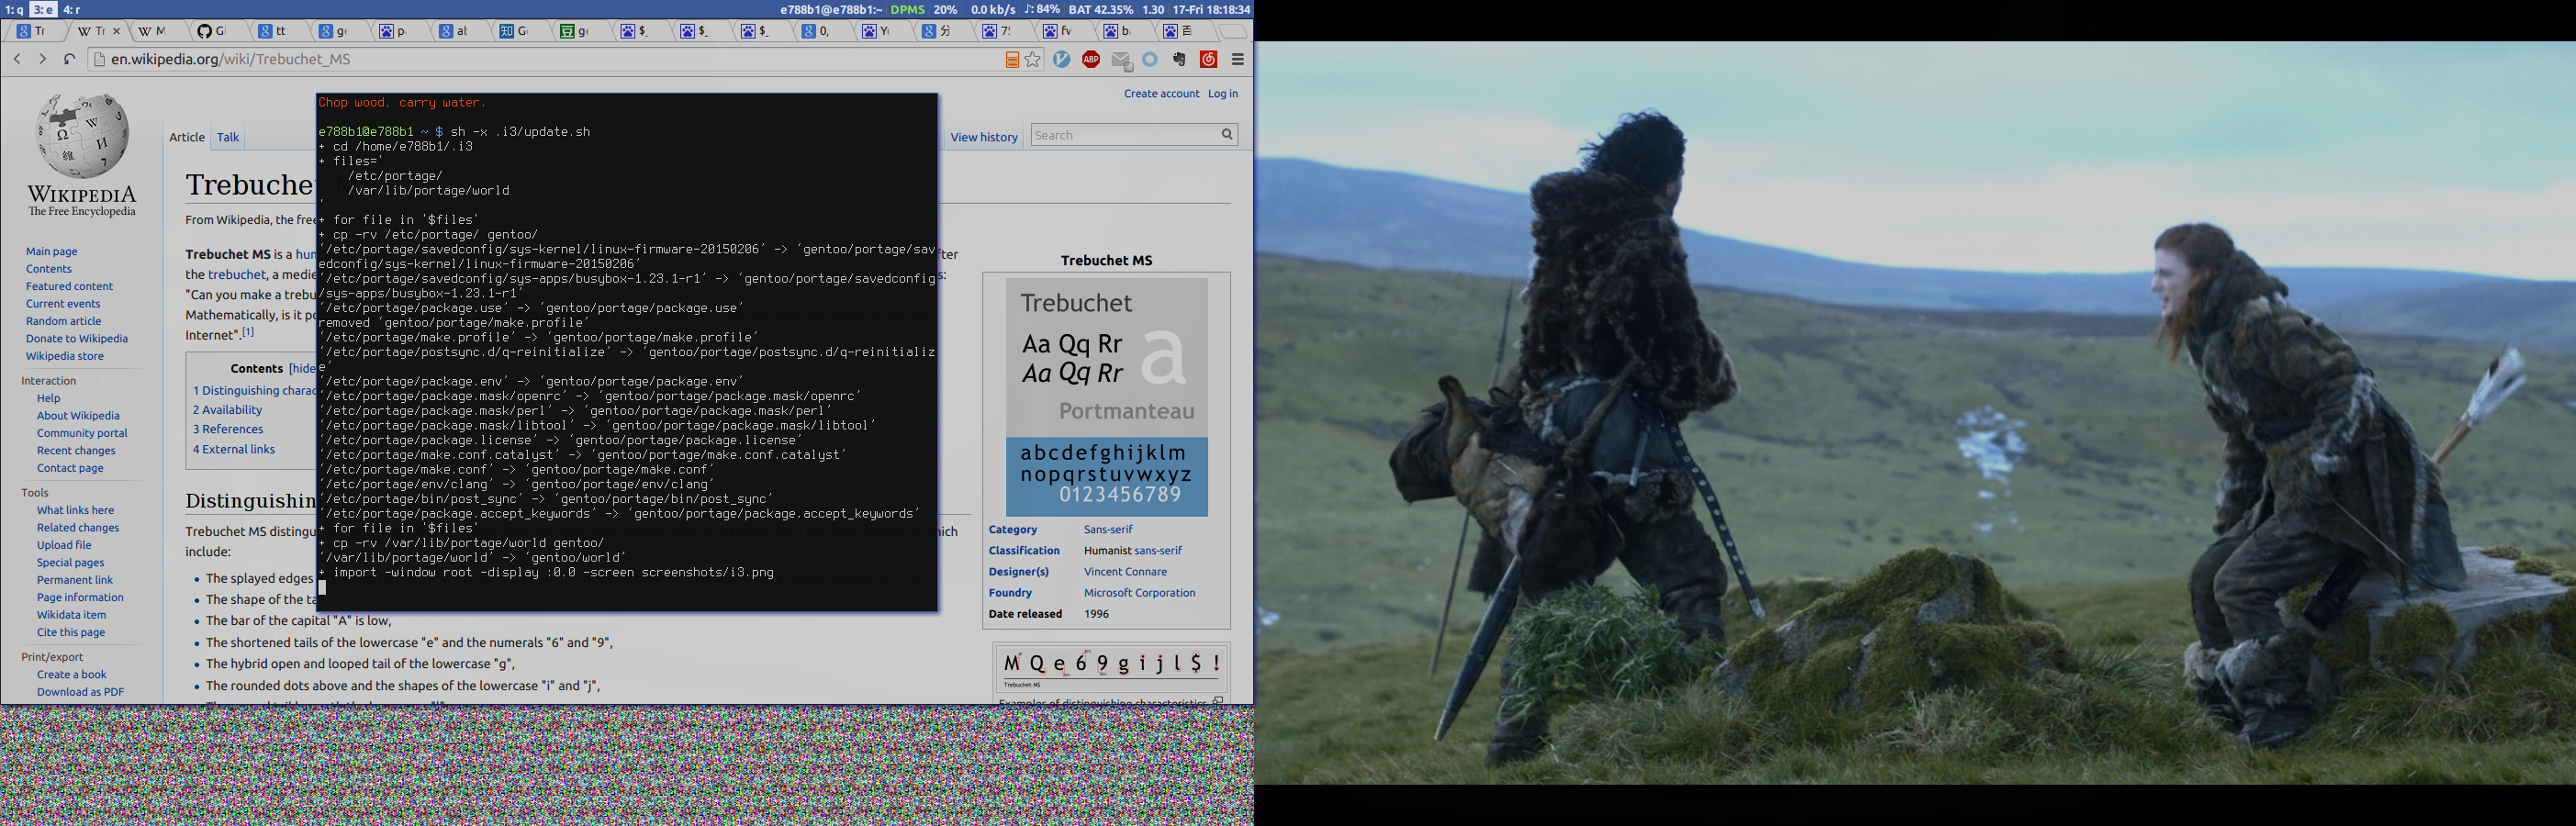 1: q 3: e 4: r
e788b1@e788b1:~ DPMS 20% 0.0 kb/s ♪: 84% BAT 42.35% 1.30 17-Fri 18:18:34
Tr Tr × M Gi tt ge p al G ge $_ $_ $_ 0, Yo 分 7: fv b 百
en.wikipedia.org/wiki/Trebuchet_MS
ABP
Create account Log in
Article Talk View history Search
WIKIPEDIA
The Free Encyclopedia
Main page
Contents
Featured content
Current events
Random article
Donate to Wikipedia
Wikipedia store
Interaction
Help
About Wikipedia
Community portal
Recent changes
Contact page
Tools
What links here
Related changes
Upload file
Special pages
Permanent link
Page information
Wikidata item
Cite this page
Print/export
Create a book
Download as PDF
Trebuche
From Wikipedia, the fre
Trebuchet MS is a hur
the trebuchet, a medie
"Can you make a trebu
Mathematically, is it po
Internet".[1]
Contents [hide
1 Distinguishing charac
2 Availability
3 References
4 External links
Distinguishin
Trebuchet MS distingu
include:
The splayed edges
The shape of the ta
The bar of the capital "A" is low,
The shortened tails of the lowercase "e" and the numerals "6" and "9",
The hybrid open and looped tail of the lowercase "g",
The rounded dots above and the shapes of the lowercase "i" and "j",
Chop wood, carry water.
e788b1@e788b1 ~ $ sh -x .i3/update.sh
+ cd /home/e788b1/.i3
+ files='
/etc/portage/
/var/lib/portage/world
'
+ for file in '$files'
+ cp -rv /etc/portage/ gentoo/
‘/etc/portage/savedconfig/sys-kernel/linux-firmware-20150206’ -> ‘gentoo/portage/sav
edconfig/sys-kernel/linux-firmware-20150206’
‘/etc/portage/savedconfig/sys-apps/busybox-1.23.1-r1’ -> ‘gentoo/portage/savedconfig
/sys-apps/busybox-1.23.1-r1’
‘/etc/portage/package.use’ -> ‘gentoo/portage/package.use’
removed ‘gentoo/portage/make.profile’
‘/etc/portage/make.profile’ -> ‘gentoo/portage/make.profile’
‘/etc/portage/postsync.d/q-reinitialize’ -> ‘gentoo/portage/postsync.d/q-reinitializ
e’
‘/etc/portage/package.env’ -> ‘gentoo/portage/package.env’
‘/etc/portage/package.mask/openrc’ -> ‘gentoo/portage/package.mask/openrc’
‘/etc/portage/package.mask/perl’ -> ‘gentoo/portage/package.mask/perl’
‘/etc/portage/package.mask/libtool’ -> ‘gentoo/portage/package.mask/libtool’
‘/etc/portage/package.license’ -> ‘gentoo/portage/package.license’
‘/etc/portage/make.conf.catalyst’ -> ‘gentoo/portage/make.conf.catalyst’
‘/etc/portage/make.conf’ -> ‘gentoo/portage/make.conf’
‘/etc/portage/env/clang’ -> ‘gentoo/portage/env/clang’
‘/etc/portage/bin/post_sync’ -> ‘gentoo/portage/bin/post_sync’
‘/etc/portage/package.accept_keywords’ -> ‘gentoo/portage/package.accept_keywords’
+ for file in '$files'
+ cp -rv /var/lib/portage/world gentoo/
‘/var/lib/portage/world’ -> ‘gentoo/world’
+ import -window root -display :0.0 -screen screenshots/i3.png
fter
s:
which
Trebuchet MS
Trebuchet
Aa Qq Rr
Aa Qq Rr
a
Portmanteau
abcdefghijklm
nopqrstuvwxyz
0123456789
Category Sans-serif
Classification Humanist sans-serif
Designer(s) Vincent Connare
Foundry Microsoft Corporation
Date released 1996
M Q e 6 9 g i j l $ !
Trebuchet MS
Examples of distinguishing characteristics